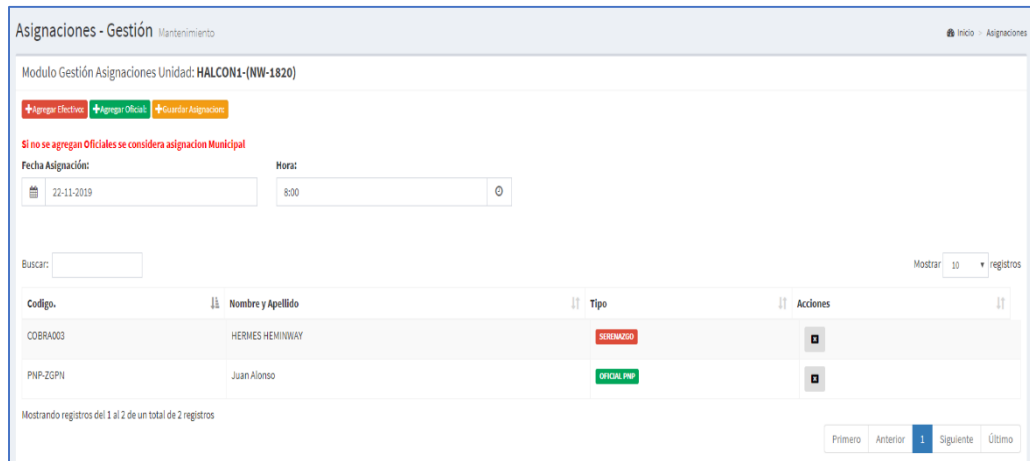 Asignaciones - Gestión Mantenimiento
Inicio > Asignaciones
Modulo Gestión Asignaciones Unidad: HALCON1-(NW-1820)
+Agregar Efectivo: +Agregar Oficial: +Guardar Asignacion:
Si no se agregan Oficiales se considera asignacion Municipal
Fecha Asignación: Hora:
22-11-2019 8:00
Buscar: Mostrar 10 registros
Codigo. Nombre y Apellido Tipo Acciones
COBRA003 HERMES HEMINWAY SERENAZGO
PNP-ZGPN Juan Alonso OFICIAL PNP
Mostrando registros del 1 al 2 de un total de 2 registros
Primero Anterior 1 Siguiente Último